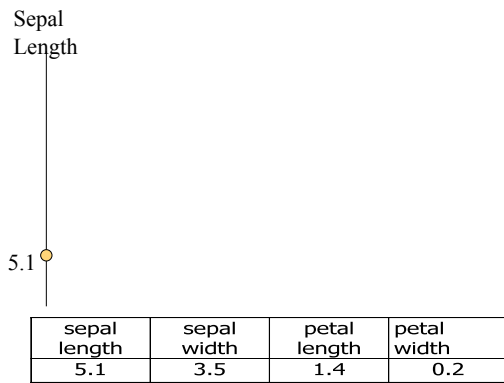 Sepal
Length
5.1
sepal length sepal width petal length petal width
5.1 3.5 1.4 0.2